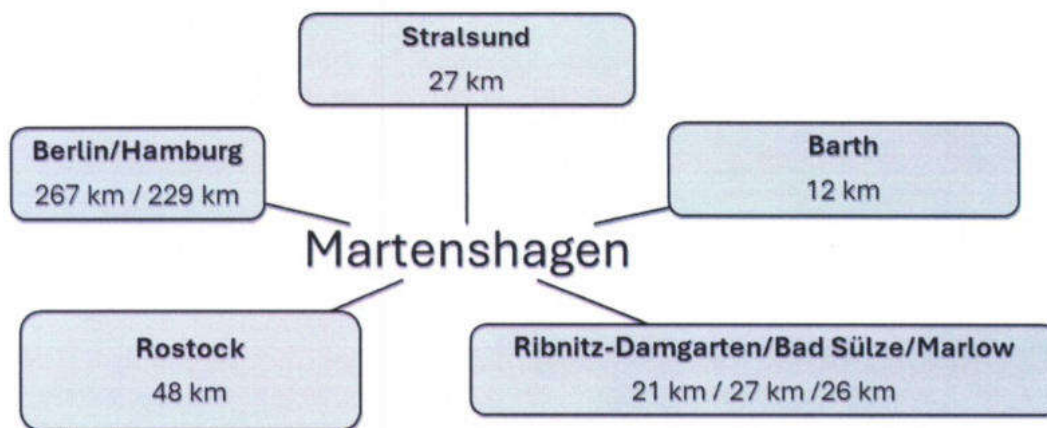 Stralsund
27 km
Berlin/Hamburg
267 km / 229 km
Barth
12 km
Martenshagen
Rostock
48 km
Ribnitz-Damgarten/Bad Sülze/Marlow
21 km / 27 km /26 km